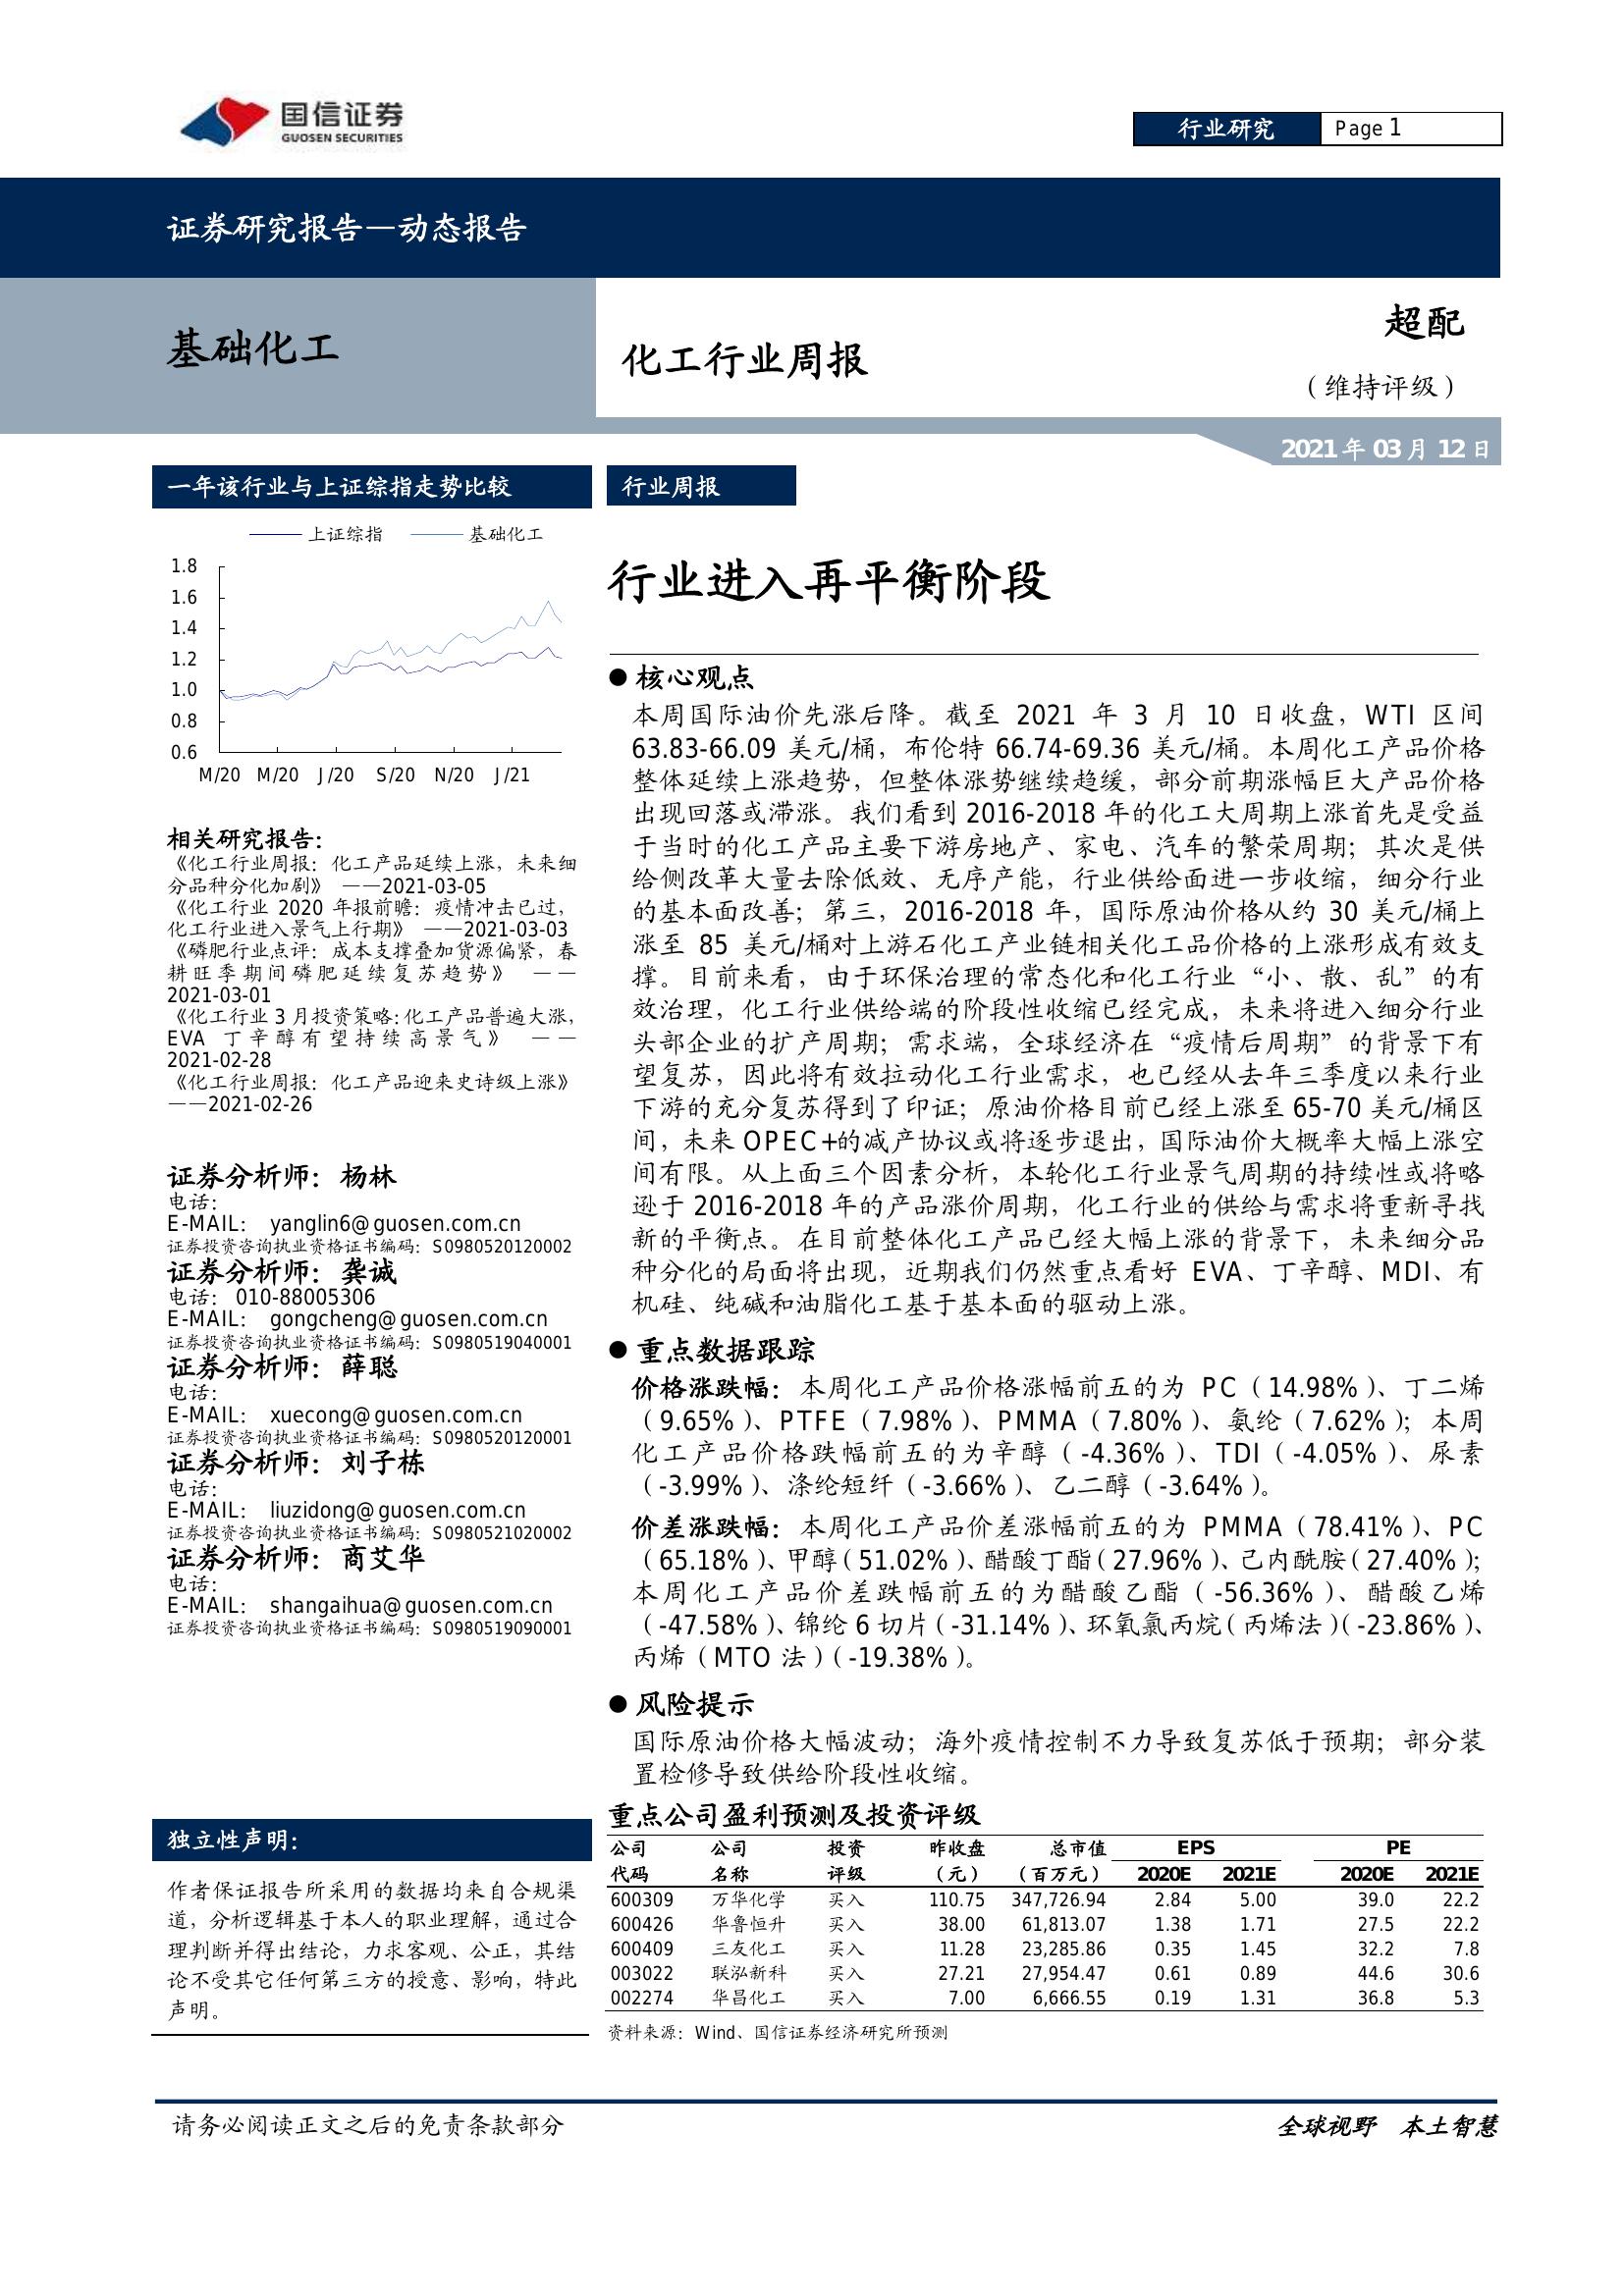 国信证券
GUOSEN SECURITIES
行业研究
Page 1
证券研究报告—动态报告
基础化工
化工行业周报
超配
（维持评级）
2021 年 03 月 12 日
一年该行业与上证综指走势比较
上证综指 基础化工
1.8
1.6
1.4
1.2
1.0
0.8
0.6
M/20 M/20 J/20 S/20 N/20 J/21
相关研究报告：
《化工行业周报：化工产品延续上涨，未来细
分品种分化加剧》 ——2021-03-05
《化工行业 2020 年报前瞻：疫情冲击已过，
化工行业进入景气上行期》 ——2021-03-03
《磷肥行业点评：成本支撑叠加货源偏紧，春
耕旺季期间磷肥延续复苏趋势》 ——
2021-03-01
《化工行业 3 月投资策略:化工产品普遍大涨，
EVA 丁辛醇有望持续高景气》 ——
2021-02-28
《化工行业周报：化工产品迎来史诗级上涨》
——2021-02-26
证券分析师：杨林
电话：
E-MAIL： yanglin6@guosen.com.cn
证券投资咨询执业资格证书编码：S0980520120002
证券分析师：龚诚
电话： 010-88005306
E-MAIL： gongcheng@guosen.com.cn
证券投资咨询执业资格证书编码：S0980519040001
证券分析师：薛聪
电话：
E-MAIL： xuecong@guosen.com.cn
证券投资咨询执业资格证书编码：S0980520120001
证券分析师：刘子栋
电话：
E-MAIL： liuzidong@guosen.com.cn
证券投资咨询执业资格证书编码：S0980521020002
证券分析师：商艾华
电话：
E-MAIL： shangaihua@guosen.com.cn
证券投资咨询执业资格证书编码：S0980519090001
独立性声明：
作者保证报告所采用的数据均来自合规渠
道，分析逻辑基于本人的职业理解，通过合
理判断并得出结论，力求客观、公正，其结
论不受其它任何第三方的授意、影响，特此
声明。
行业周报
行业进入再平衡阶段
● 核心观点
本周国际油价先涨后降。截至 2021 年 3 月 10 日收盘，WTI 区间
63.83-66.09 美元/桶，布伦特 66.74-69.36 美元/桶。本周化工产品价格
整体延续上涨趋势，但整体涨势继续趋缓，部分前期涨幅巨大产品价格
出现回落或滞涨。我们看到 2016-2018 年的化工大周期上涨首先是受益
于当时的化工产品主要下游房地产、家电、汽车的繁荣周期；其次是供
给侧改革大量去除低效、无序产能，行业供给面进一步收缩，细分行业
的基本面改善；第三，2016-2018 年，国际原油价格从约 30 美元/桶上
涨至 85 美元/桶对上游石化工产业链相关化工品价格的上涨形成有效支
撑。目前来看，由于环保治理的常态化和化工行业“小、散、乱”的有
效治理，化工行业供给端的阶段性收缩已经完成，未来将进入细分行业
头部企业的扩产周期；需求端，全球经济在“疫情后周期”的背景下有
望复苏，因此将有效拉动化工行业需求，也已经从去年三季度以来行业
下游的充分复苏得到了印证；原油价格目前已经上涨至 65-70 美元/桶区
间，未来 OPEC+的减产协议或将逐步退出，国际油价大概率大幅上涨空
间有限。从上面三个因素分析，本轮化工行业景气周期的持续性或将略
逊于 2016-2018 年的产品涨价周期，化工行业的供给与需求将重新寻找
新的平衡点。在目前整体化工产品已经大幅上涨的背景下，未来细分品
种分化的局面将出现，近期我们仍然重点看好 EVA、丁辛醇、MDI、有
机硅、纯碱和油脂化工基于基本面的驱动上涨。
● 重点数据跟踪
价格涨跌幅：本周化工产品价格涨幅前五的为 PC（14.98%）、丁二烯
（9.65%）、PTFE（7.98%）、PMMA（7.80%）、氨纶（7.62%）；本周
化工产品价格跌幅前五的为辛醇（-4.36%）、TDI（-4.05%）、尿素
（-3.99%）、涤纶短纤（-3.66%）、乙二醇（-3.64%）。
价差涨跌幅：本周化工产品价差涨幅前五的为 PMMA（78.41%）、PC
（65.18%）、甲醇（51.02%）、醋酸丁酯（27.96%）、己内酰胺（27.40%）；
本周化工产品价差跌幅前五的为醋酸乙酯（-56.36%）、醋酸乙烯
（-47.58%）、锦纶 6 切片（-31.14%）、环氧氯丙烷（丙烯法）（-23.86%）、
丙烯（MTO 法）（-19.38%）。
● 风险提示
国际原油价格大幅波动；海外疫情控制不力导致复苏低于预期；部分装
置检修导致供给阶段性收缩。
重点公司盈利预测及投资评级
公司 公司 投资 昨收盘 总市值 EPS PE
代码 名称 评级 （元） （百万元） 2020E 2021E 2020E 2021E
600309 万华化学 买入 110.75 347,726.94 2.84 5.00 39.0 22.2
600426 华鲁恒升 买入 38.00 61,813.07 1.38 1.71 27.5 22.2
600409 三友化工 买入 11.28 23,285.86 0.35 1.45 32.2 7.8
003022 联泓新科 买入 27.21 27,954.47 0.61 0.89 44.6 30.6
002274 华昌化工 买入 7.00 6,666.55 0.19 1.31 36.8 5.3
资料来源：Wind、国信证券经济研究所预测
请务必阅读正文之后的免责条款部分
全球视野 本土智慧